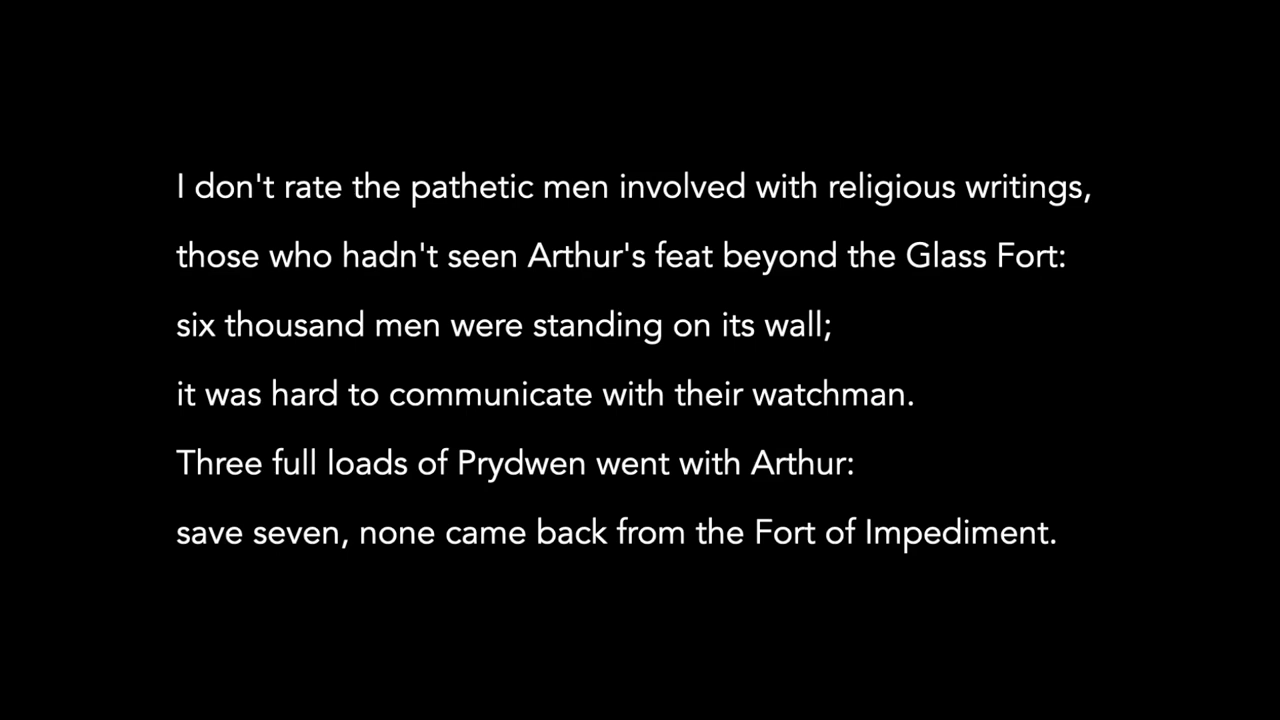 I don't rate the pathetic men involved with religious writings,
those who hadn't seen Arthur's feat beyond the Glass Fort:
six thousand men were standing on its wall;
it was hard to communicate with their watchman.
Three full loads of Prydwen went with Arthur:
save seven, none came back from the Fort of Impediment.